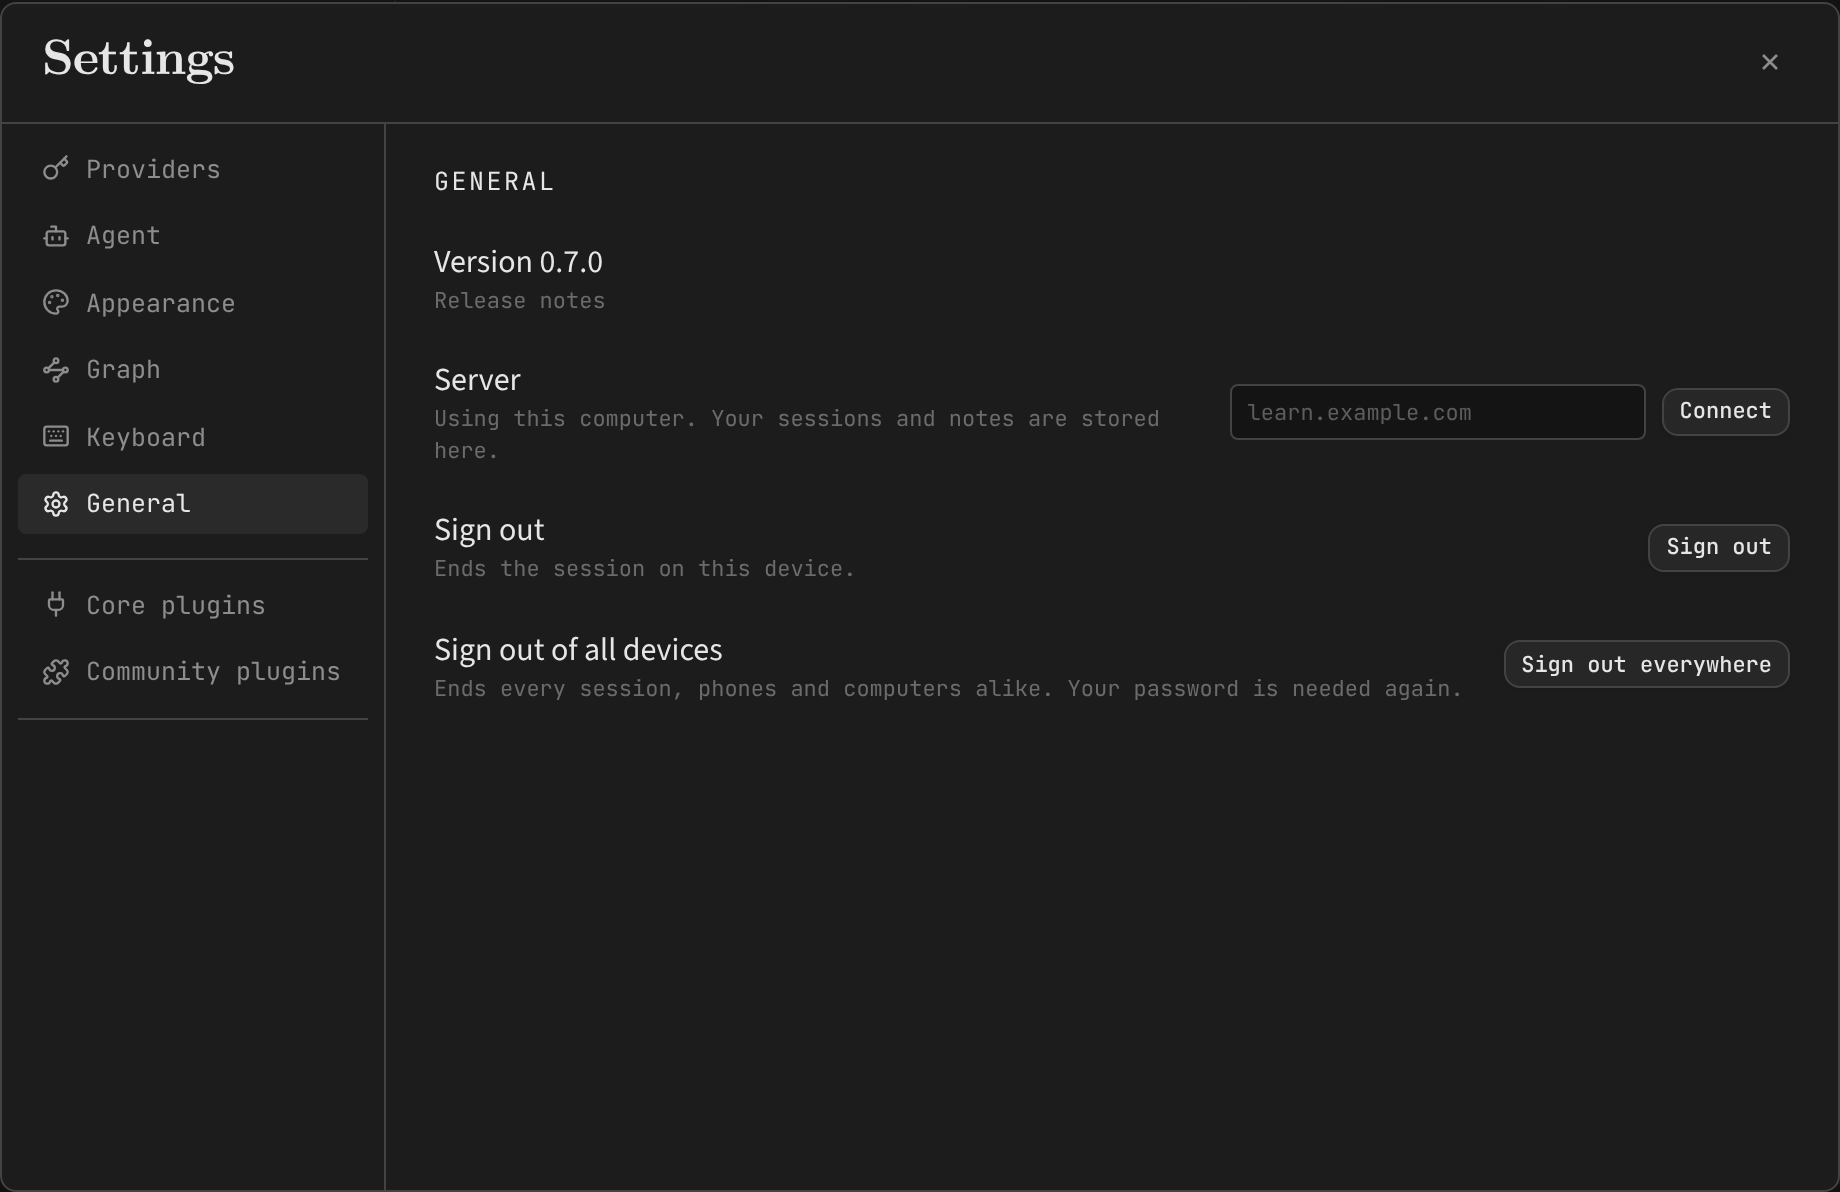 Settings
Providers
Agent
Appearance
Graph
Keyboard
General
Core plugins
Community plugins
GENERAL
Version 0.7.0
Release notes
Server
Using this computer. Your sessions and notes are stored
here.
learn.example.com
Connect
Sign out
Ends the session on this device.
Sign out
Sign out of all devices
Ends every session, phones and computers alike. Your password is needed again.
Sign out everywhere